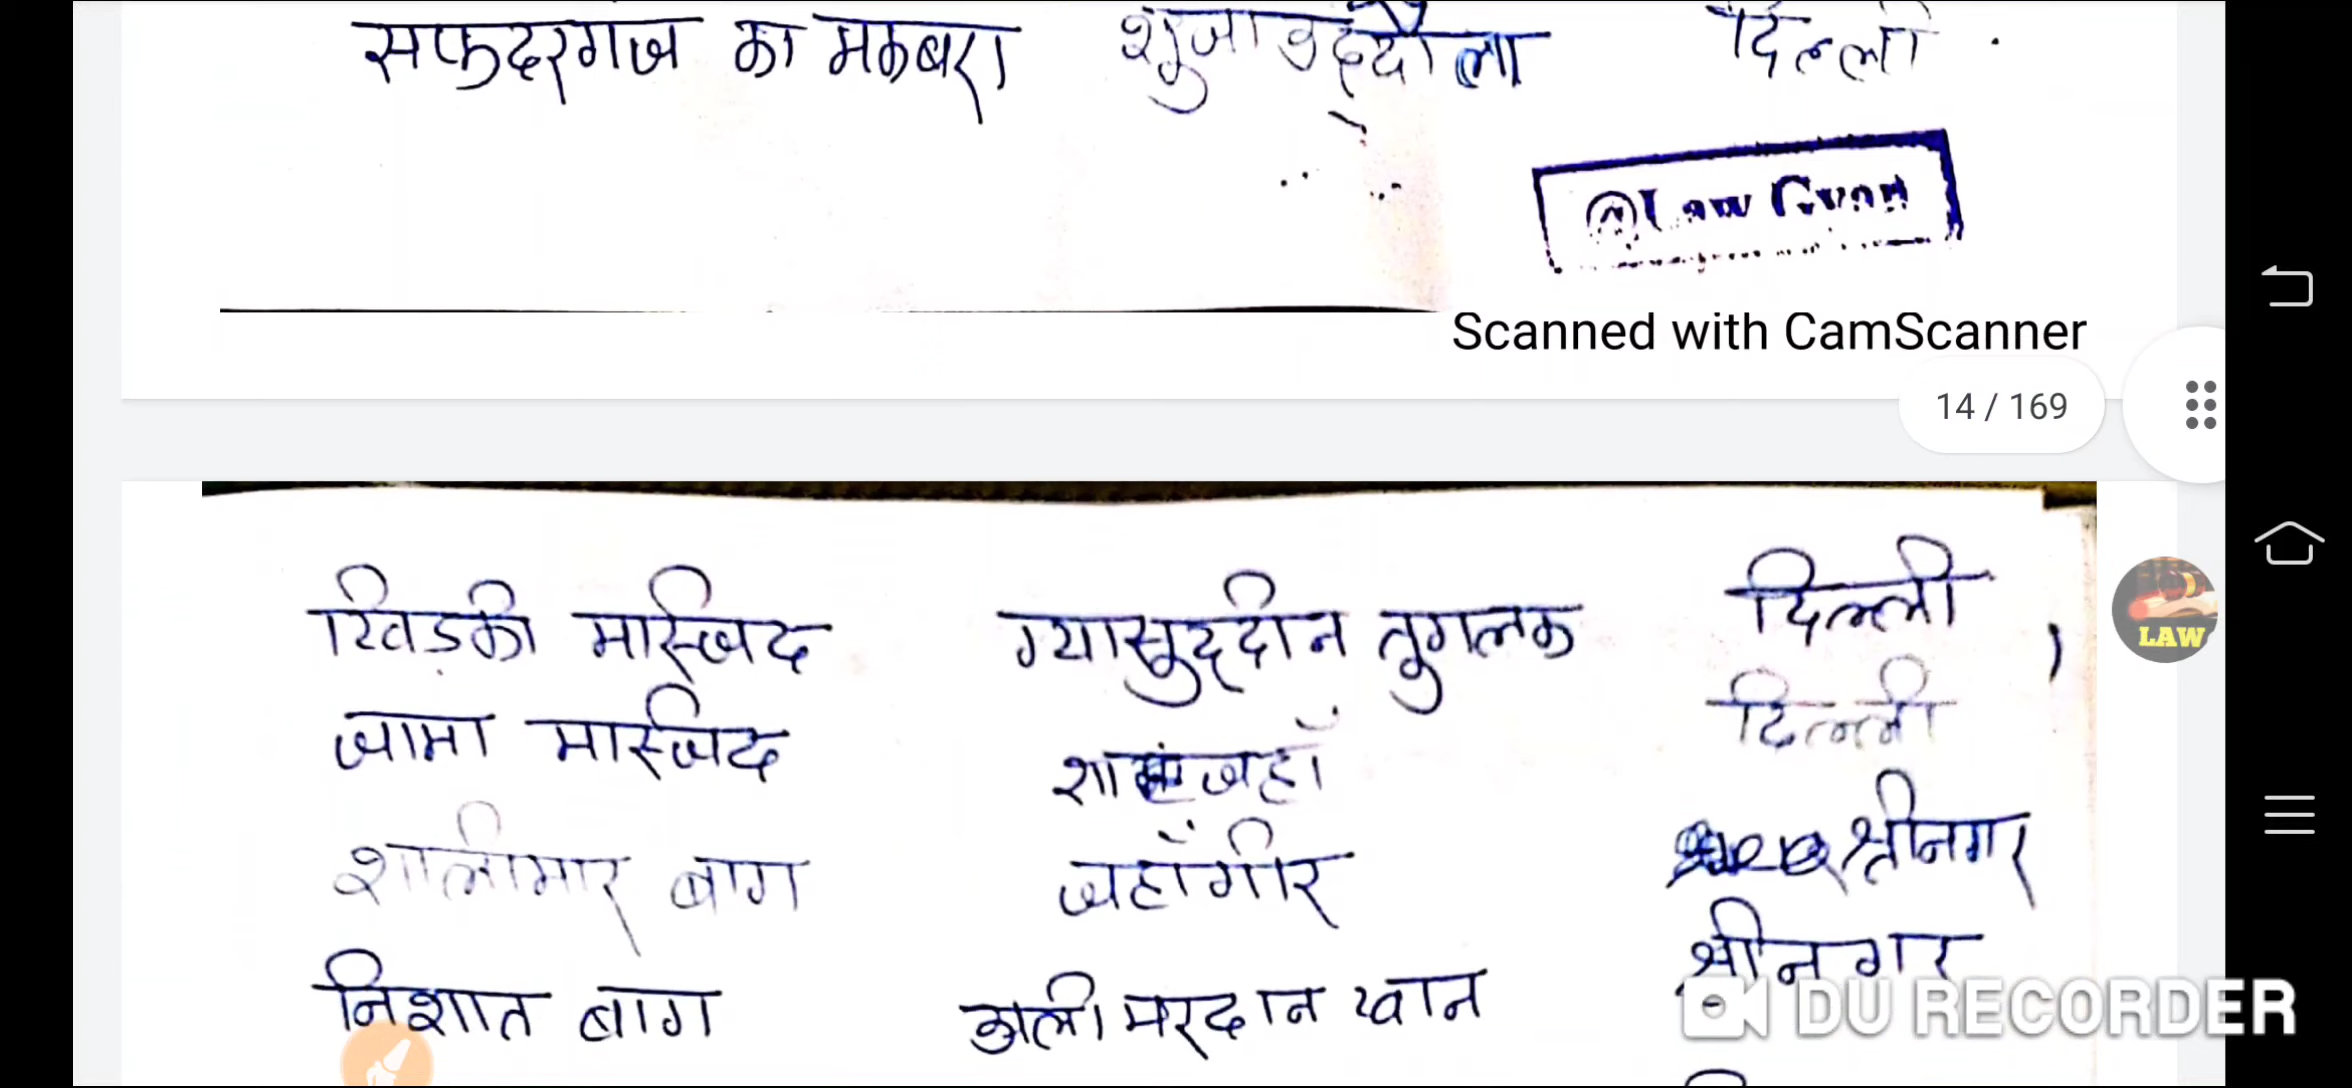 सफदरगंज का मकबरा शुजाउद्दौला दिल्ली
@Law
Scanned with CamScanner
14 / 169
खिड़की मस्जिद ग्यासुद्दीन तुगलक दिल्ली
LAW
जामा मस्जिद शाहजहाँ दिल्ली
शालीमार बाग जहाँगीर श्रीनगर
निशात बाग अली मरदान खान श्रीनगर
DU RECORDER